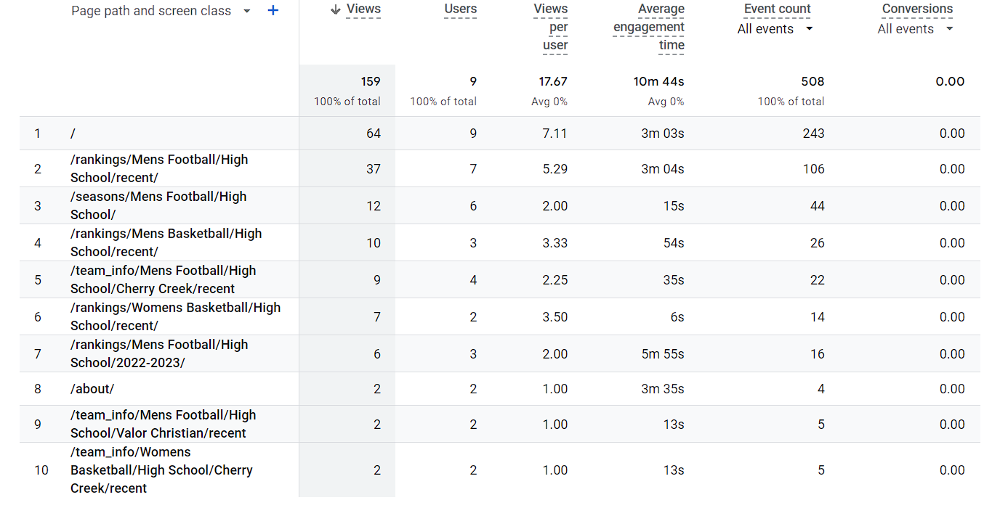 Page path and screen class
Views Users Views per user Average engagement time Event count All events Conversions All events
159 9 17.67 10m 44s 508 0.00
100% of total 100% of total Avg 0% Avg 0% 100% of total
1 / 64 9 7.11 3m 03s 243 0.00
2 /rankings/Mens Football/High
School/recent/ 37 7 5.29 3m 04s 106 0.00
3 /seasons/Mens Football/High
School/ 12 6 2.00 15s 44 0.00
4 /rankings/Mens Basketball/High
School/recent/ 10 3 3.33 54s 26 0.00
5 /team_info/Mens Football/High
School/Cherry Creek/recent 9 4 2.25 35s 22 0.00
6 /rankings/Womens Basketball/High
School/recent/ 7 2 3.50 6s 14 0.00
7 /rankings/Mens Football/High
School/2022-2023/ 6 3 2.00 5m 55s 16 0.00
8 /about/ 2 2 1.00 3m 35s 4 0.00
9 /team_info/Mens Football/High
School/Valor Christian/recent 2 2 1.00 13s 5 0.00
10 /team_info/Womens
Basketball/High School/Cherry
Creek/recent 2 2 1.00 13s 5 0.00